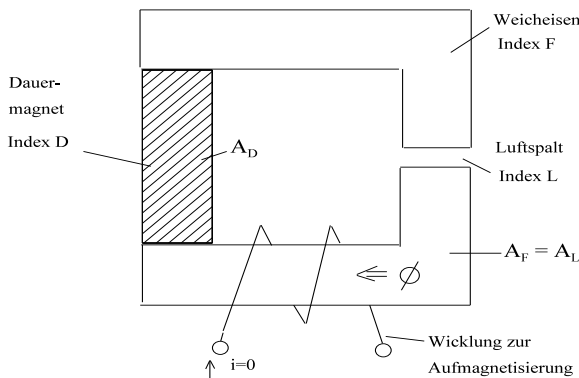 Weicheisen
Index F
Dauer-
magnet
Index D
A_D
Luftspalt
Index L
A_F = A_L
⇐ ϕ
i=0
Wicklung zur
Aufmagnetisierung